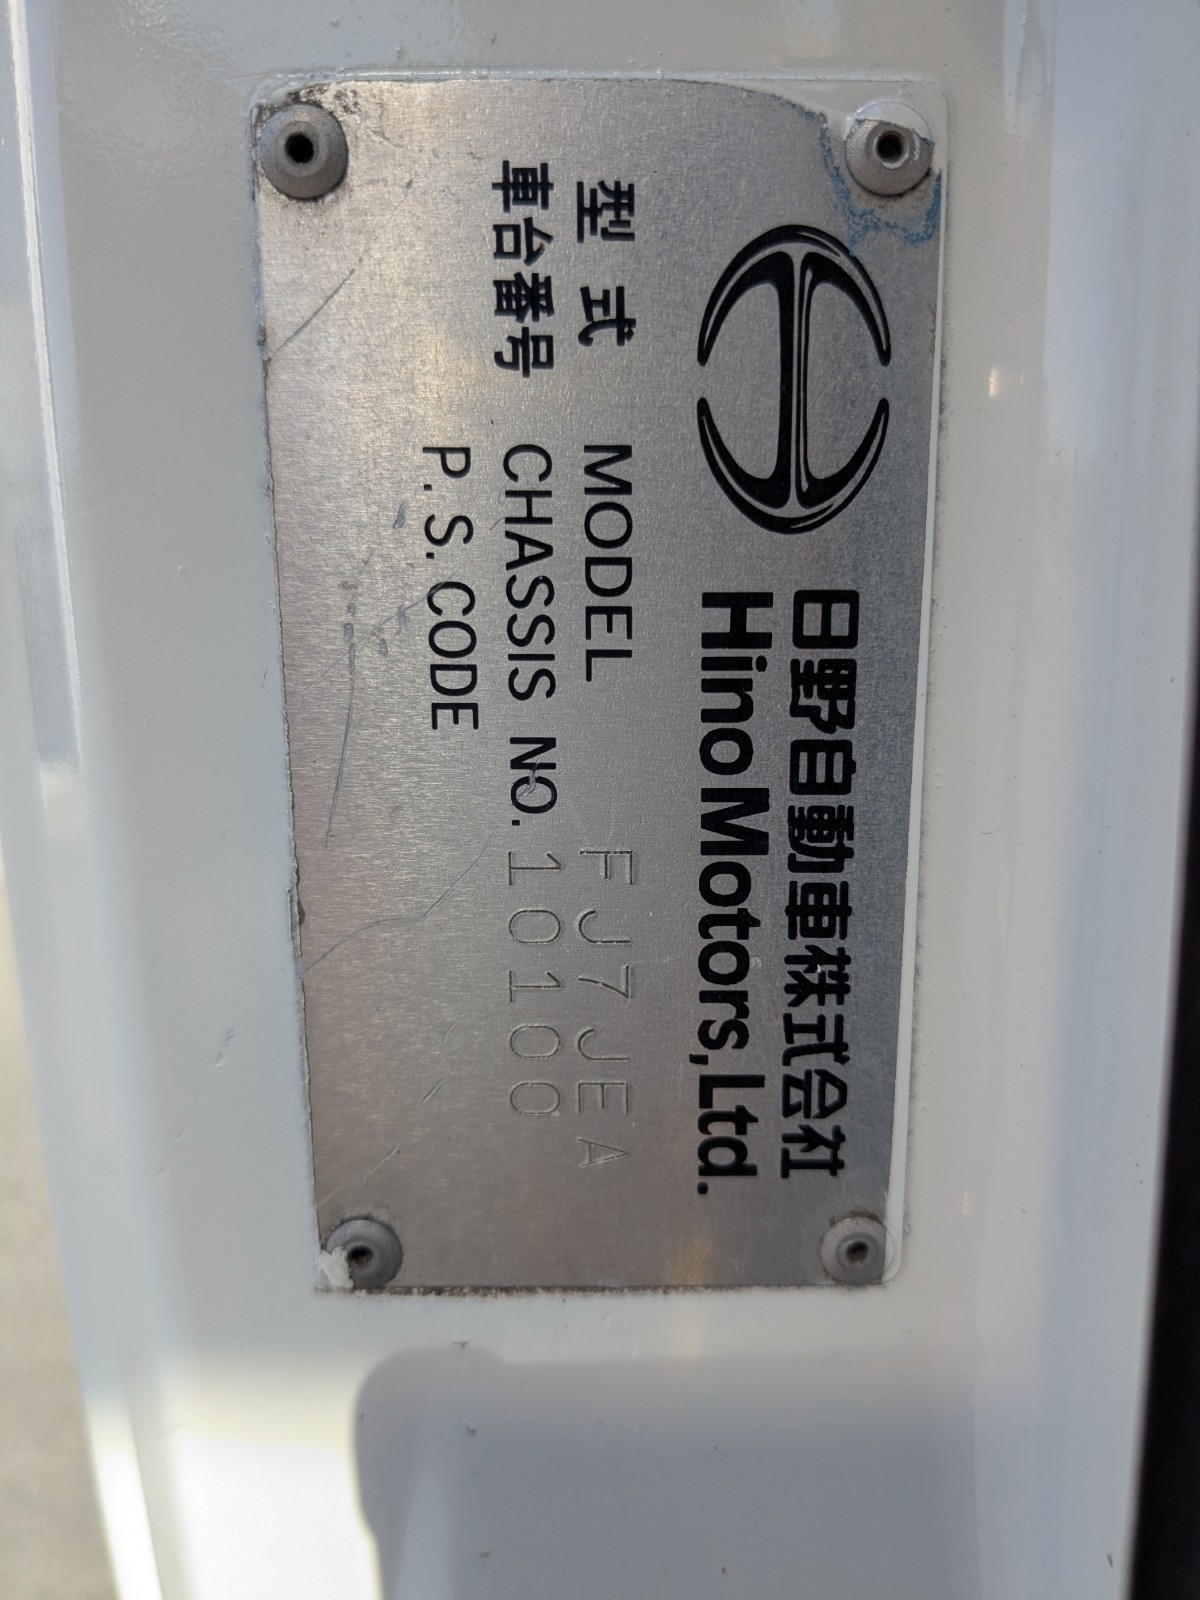 日野自動車株式会社
Hino Motors, Ltd.
型式 MODEL FJ7JEA
車台番号 CHASSIS NO. 10100
P.S. CODE